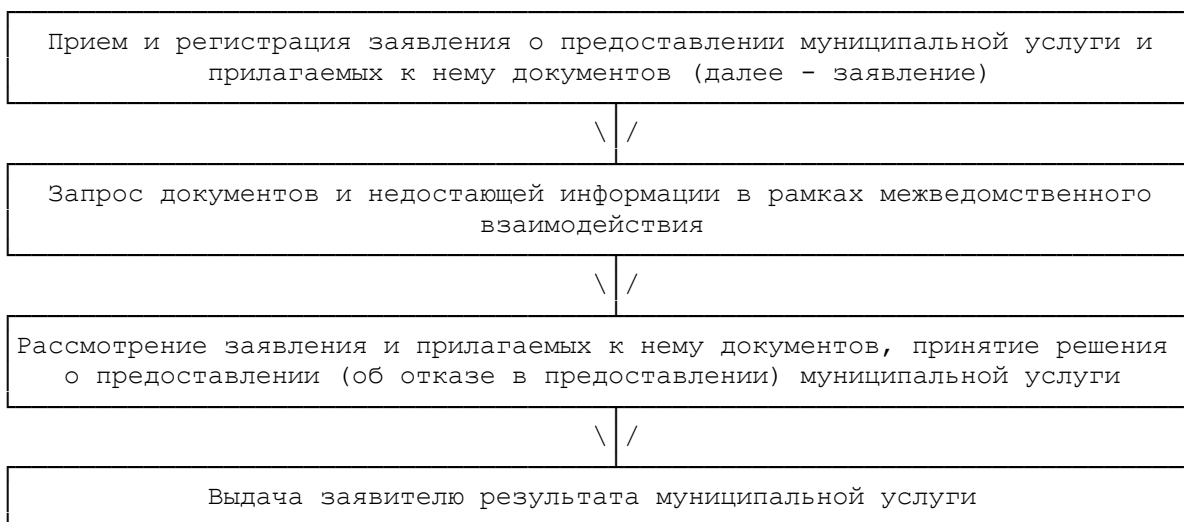 Прием и регистрация заявления о предоставлении муниципальной услуги и
прилагаемых к нему документов (далее - заявление)
Запрос документов и недостающей информации в рамках межведомственного
взаимодействия
Рассмотрение заявления и прилагаемых к нему документов, принятие решения
о предоставлении (об отказе в предоставлении) муниципальной услуги
Выдача заявителю результата муниципальной услуги